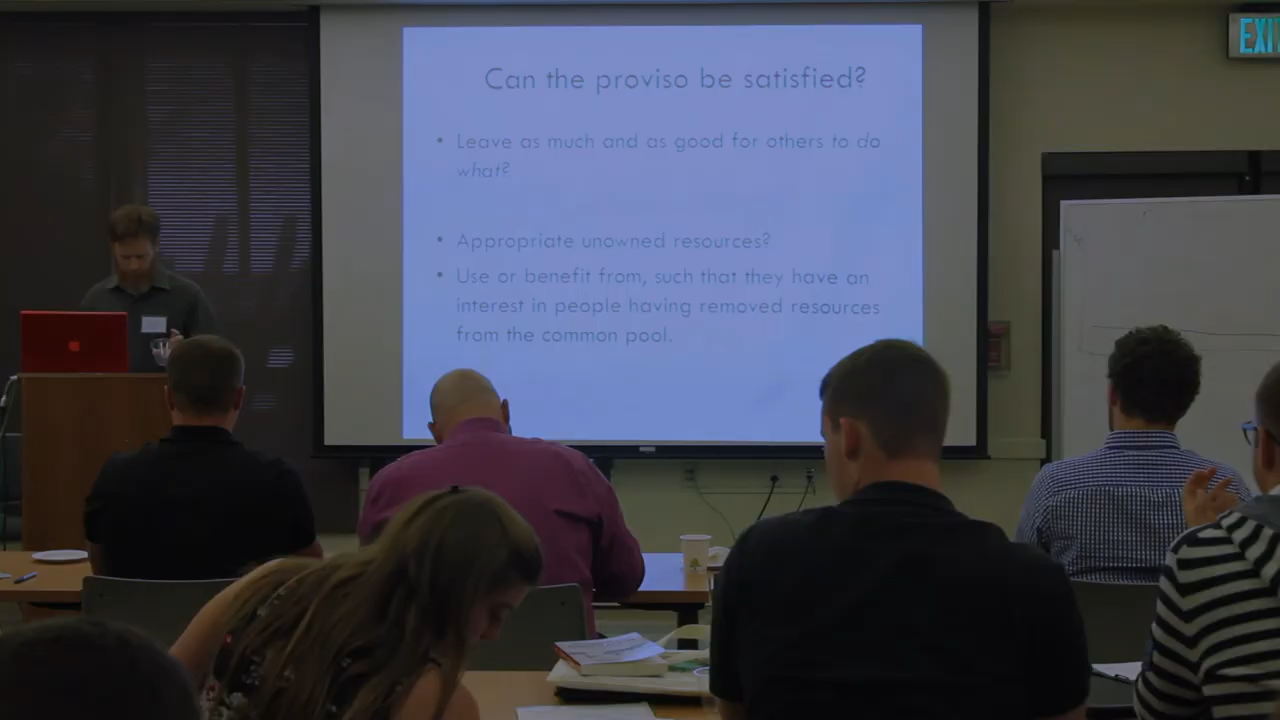 Can the proviso be satisfied?
EXI
• Leave as much and as good for others to do
what?
• Appropriate unowned resources?
• Use or benefit from, such that they have an
interest in people having removed resources
from the common pool.